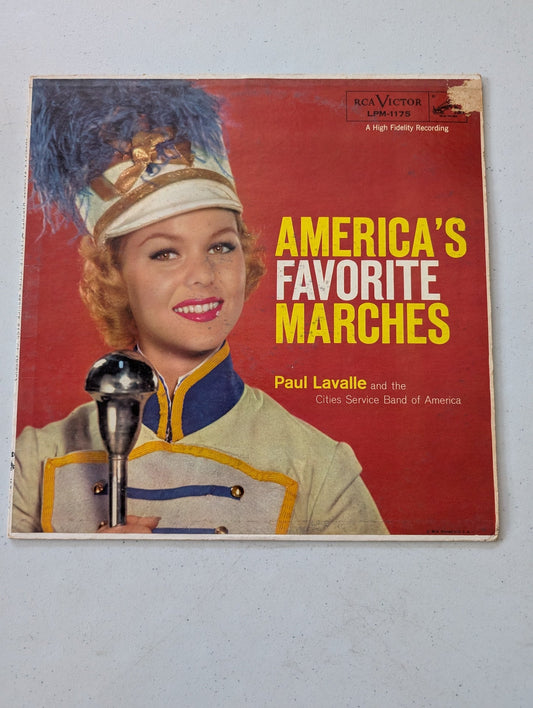 RCA VICTOR
LPM-1175
A High Fidelity Recording
AMERICA'S
FAVORITE
MARCHES
Paul Lavalle and the
Cities Service Band of America